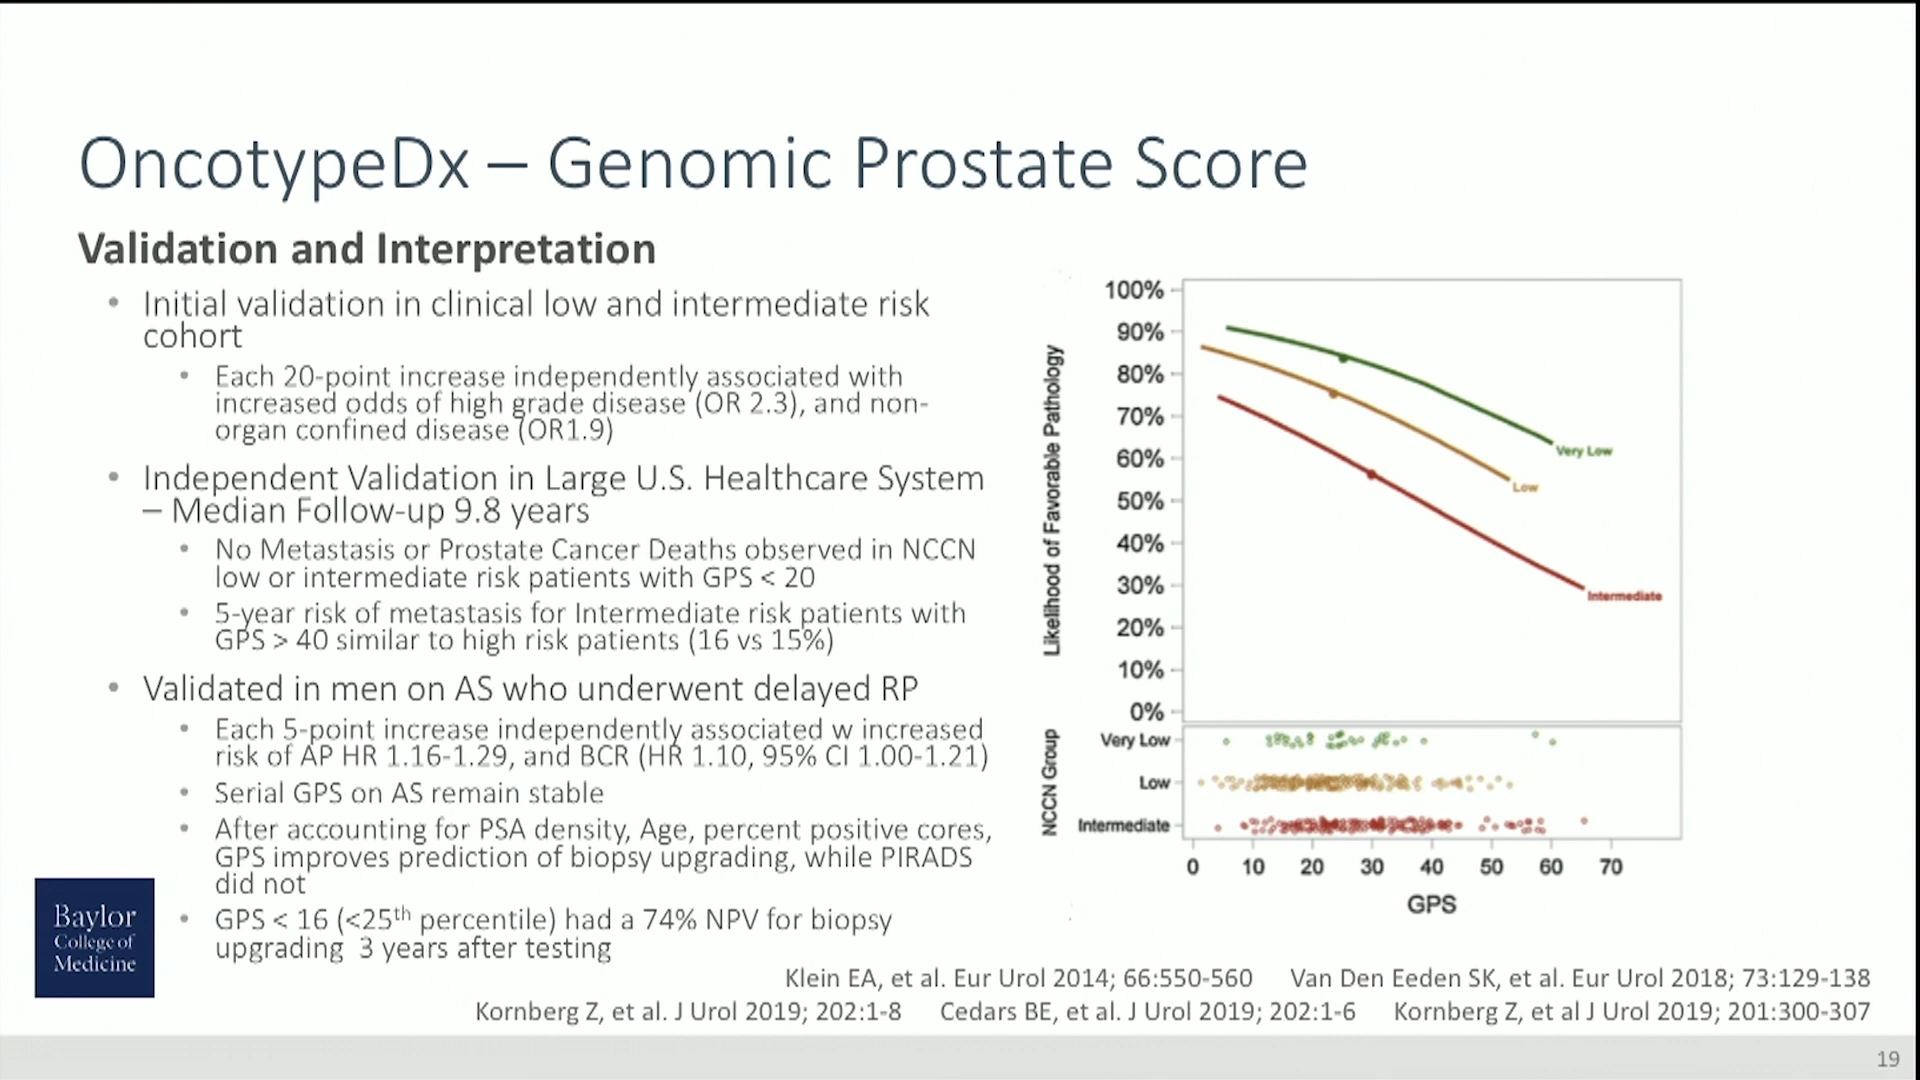 OncotypeDx – Genomic Prostate Score
Validation and Interpretation
• Initial validation in clinical low and intermediate risk
cohort
• Each 20-point increase independently associated with
increased odds of high grade disease (OR 2.3), and non-
organ confined disease (OR1.9)
• Independent Validation in Large U.S. Healthcare System
– Median Follow-up 9.8 years
• No Metastasis or Prostate Cancer Deaths observed in NCCN
low or intermediate risk patients with GPS < 20
• 5-year risk of metastasis for Intermediate risk patients with
GPS > 40 similar to high risk patients (16 vs 15%)
• Validated in men on AS who underwent delayed RP
• Each 5-point increase independently associated w increased
risk of AP HR 1.16-1.29, and BCR (HR 1.10, 95% CI 1.00-1.21)
• Serial GPS on AS remain stable
• After accounting for PSA density, Age, percent positive cores,
GPS improves prediction of biopsy upgrading, while PIRADS
did not
• GPS < 16 (<25th percentile) had a 74% NPV for biopsy
upgrading 3 years after testing
Likelihood of Favorable Pathology
100%
90%
80%
70%
60%
50%
40%
30%
20%
10%
0%
Very Low
Low
Intermediate
NCCN Group
Very Low
Low
Intermediate
0 10 20 30 40 50 60 70
GPS
Baylor
College of
Medicine
Klein EA, et al. Eur Urol 2014; 66:550-560 Van Den Eeden SK, et al. Eur Urol 2018; 73:129-138
Kornberg Z, et al. J Urol 2019; 202:1-8 Cedars BE, et al. J Urol 2019; 202:1-6 Kornberg Z, et al J Urol 2019; 201:300-307
19